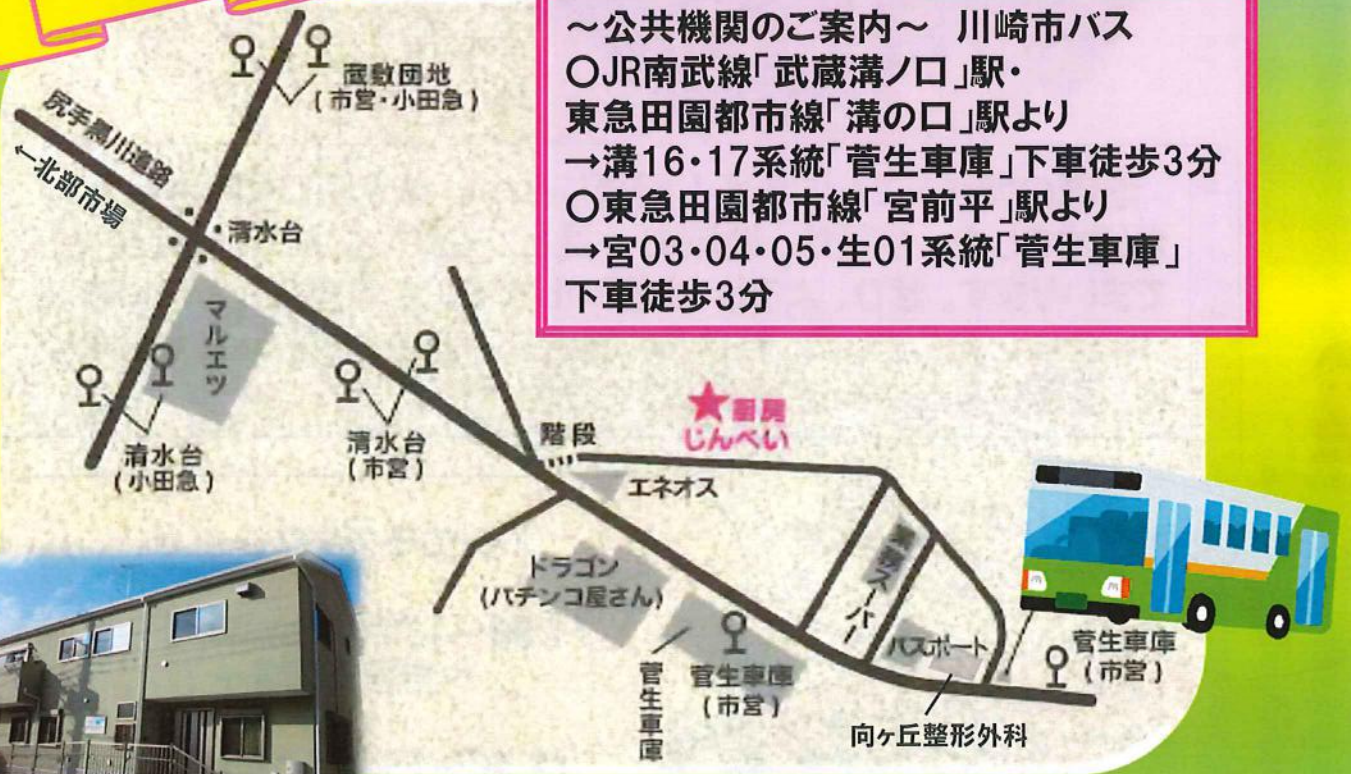 ～公共機関のご案内～ 川崎市バス
○JR南武線「武蔵溝ノ口」駅・
東急田園都市線「溝の口」駅より
→溝16・17系統「菅生車庫」下車徒歩3分
○東急田園都市線「宮前平」駅より
→宮03・04・05・生01系統「菅生車庫」
下車徒歩3分
蔵敷団地
(市営・小田急)
尻手黒川道路
←北部市場
清水台
マルエツ
清水台
(小田急)
清水台
(市営)
階段
★厨房
じんべい
エネオス
ドラゴン
(パチンコ屋さん)
業務スーパー
パスポート
菅生車庫
菅生車庫
(市営)
菅生車庫
(市営)
向ヶ丘整形外科